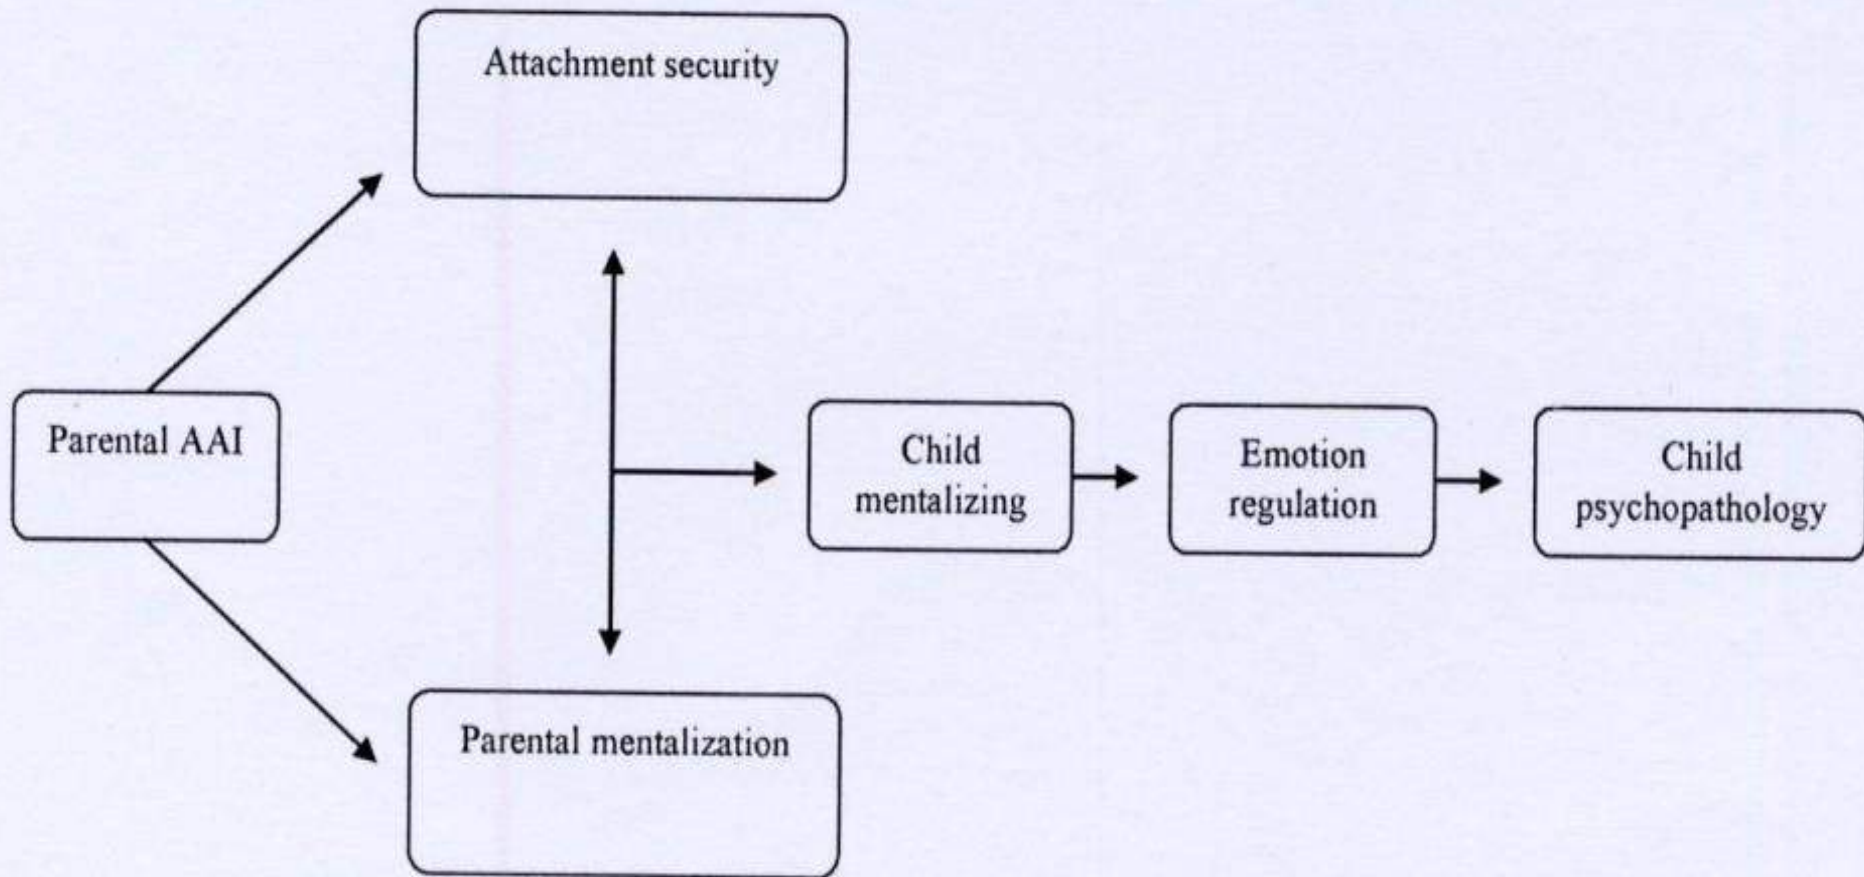 Attachment security
Parental AAI
Child
mentalizing
Emotion
regulation
Child
psychopathology
Parental mentalization